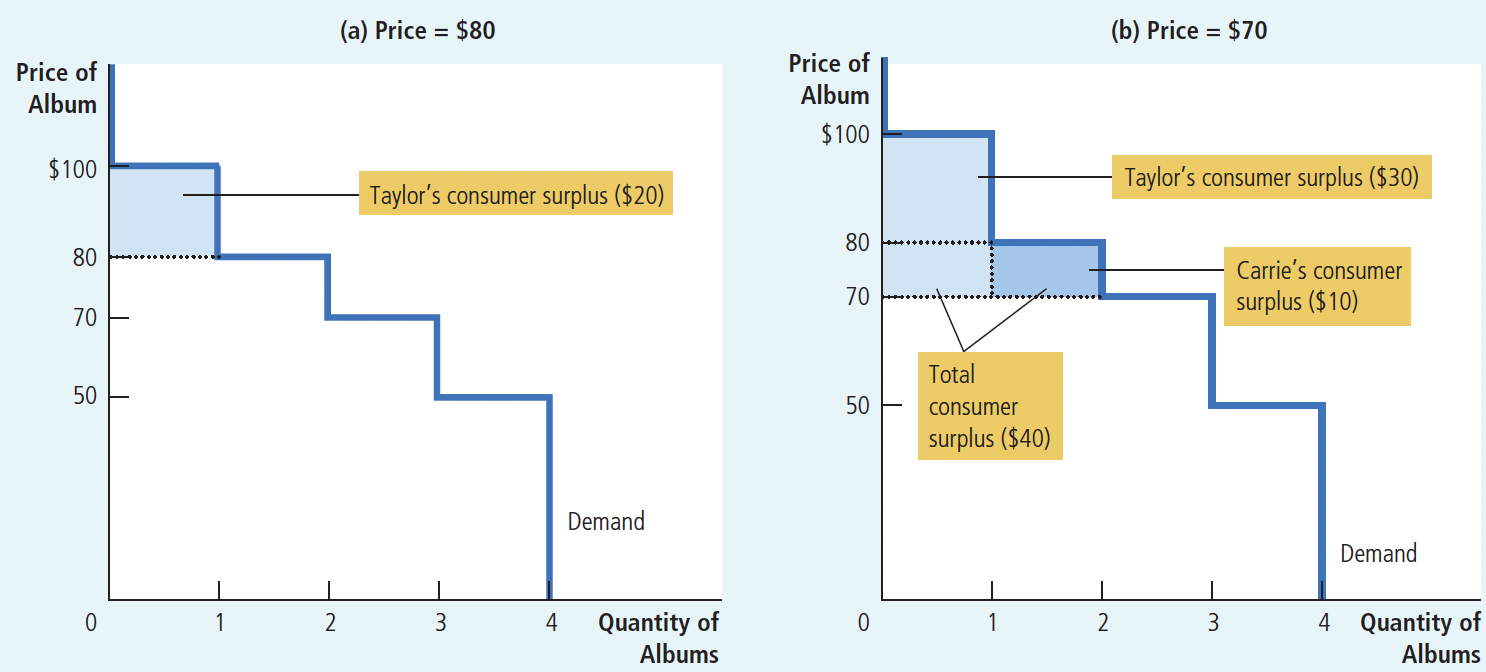 (a) Price = $80
Price of
Album
$100
80
70
50
0
1
2
3
4
Quantity of
Albums
Taylor's consumer surplus ($20)
Demand
(b) Price = $70
Price of
Album
$100
80
70
50
0
1
2
3
4
Quantity of
Albums
Taylor's consumer surplus ($30)
Carrie's consumer
surplus ($10)
Total
consumer
surplus ($40)
Demand